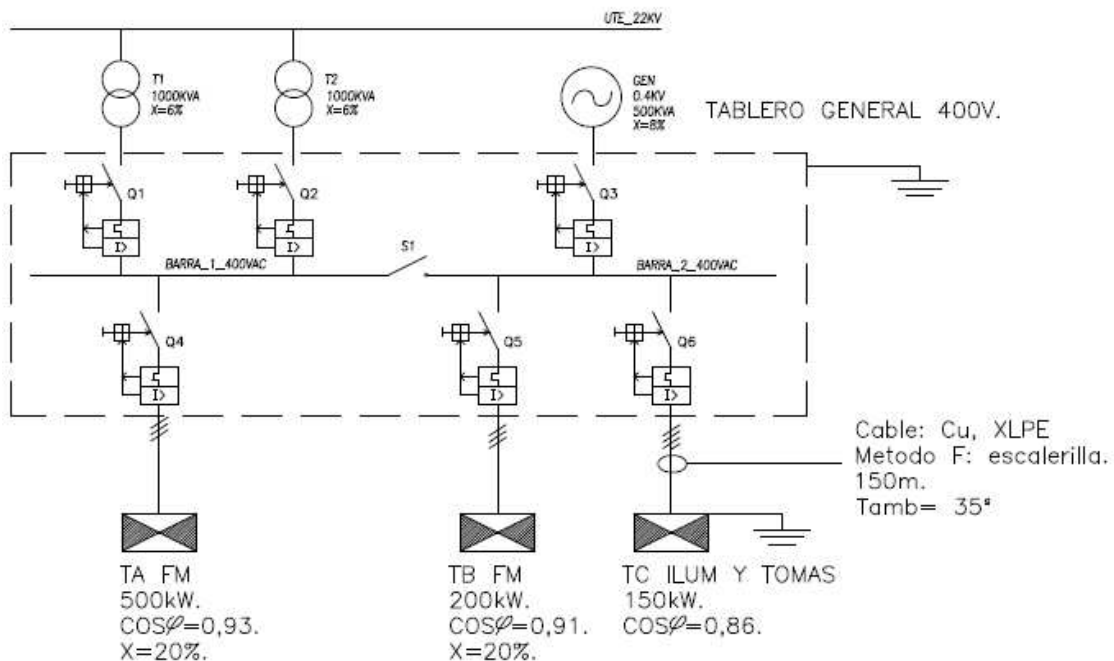 UTE_22KV
T1
1000KVA
X=6%
T2
1000KVA
X=6%
GEN
0.4KV
500KVA
X=8%
TABLERO GENERAL 400V.
Q1
I>
Q2
I>
Q3
I>
S1
BARRA_1_400VAC
BARRA_2_400VAC
Q4
I>
Q5
I>
Q6
I>
Cable: Cu, XLPE
Metodo F: escalerilla.
150m.
Tamb= 35°
TA FM
500kW.
COSφ=0,93.
X=20%.
TB FM
200kW.
COSφ=0,91.
X=20%.
TC ILUM Y TOMAS
150kW.
COSφ=0,86.